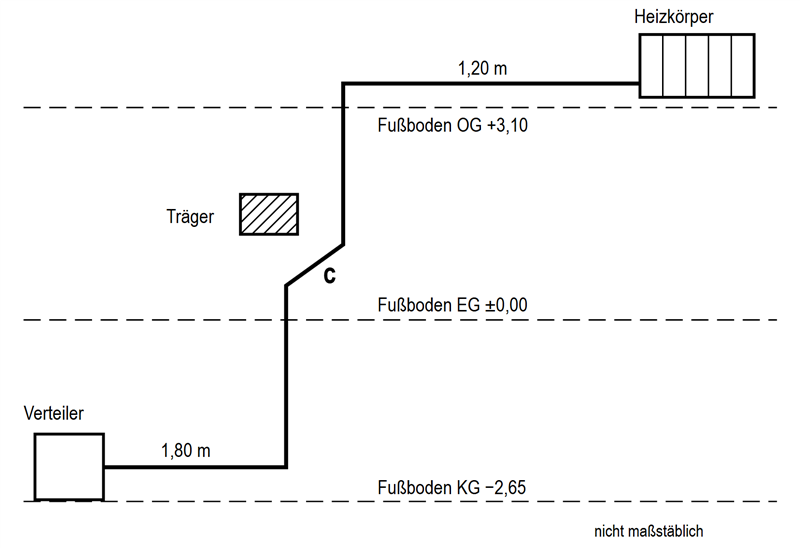 Heizkörper
1,20 m
Fußboden OG +3,10
Träger
C
Fußboden EG ±0,00
Verteiler
1,80 m
Fußboden KG −2,65
nicht maßstäblich